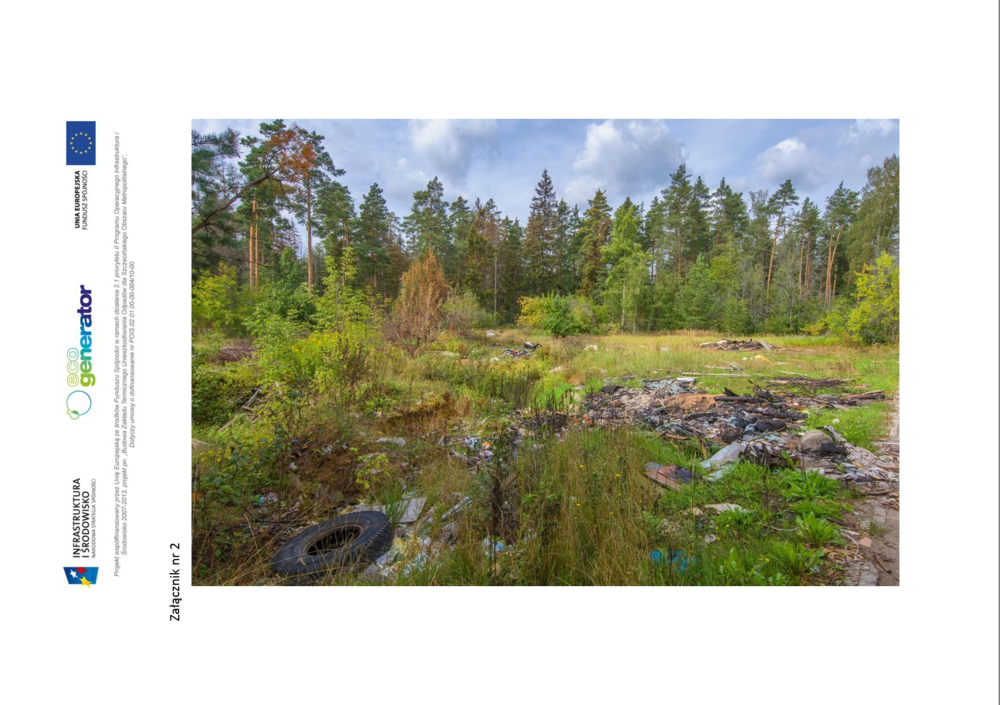 INFRASTRUKTURA
I ŚRODOWISKO
NARODOWA STRATEGIA SPÓJNOŚCI
eco
generator
UNIA EUROPEJSKA
FUNDUSZ SPÓJNOŚCI
Projekt współfinansowany przez Unię Europejską ze środków Funduszu Spójności w ramach działania 2.1 priorytetu II Programu Operacyjnego Infrastruktura i
Środowisko 2007-2013, projekt pn. „Budowa Zakładu Termicznego Unieszkodliwiania Odpadów dla Szczecińskiego Obszaru Metropolitalnego”.
Dotyczy umowy o dofinansowanie nr POIS.02.01.00-00-004/10-00
Załącznik nr 2